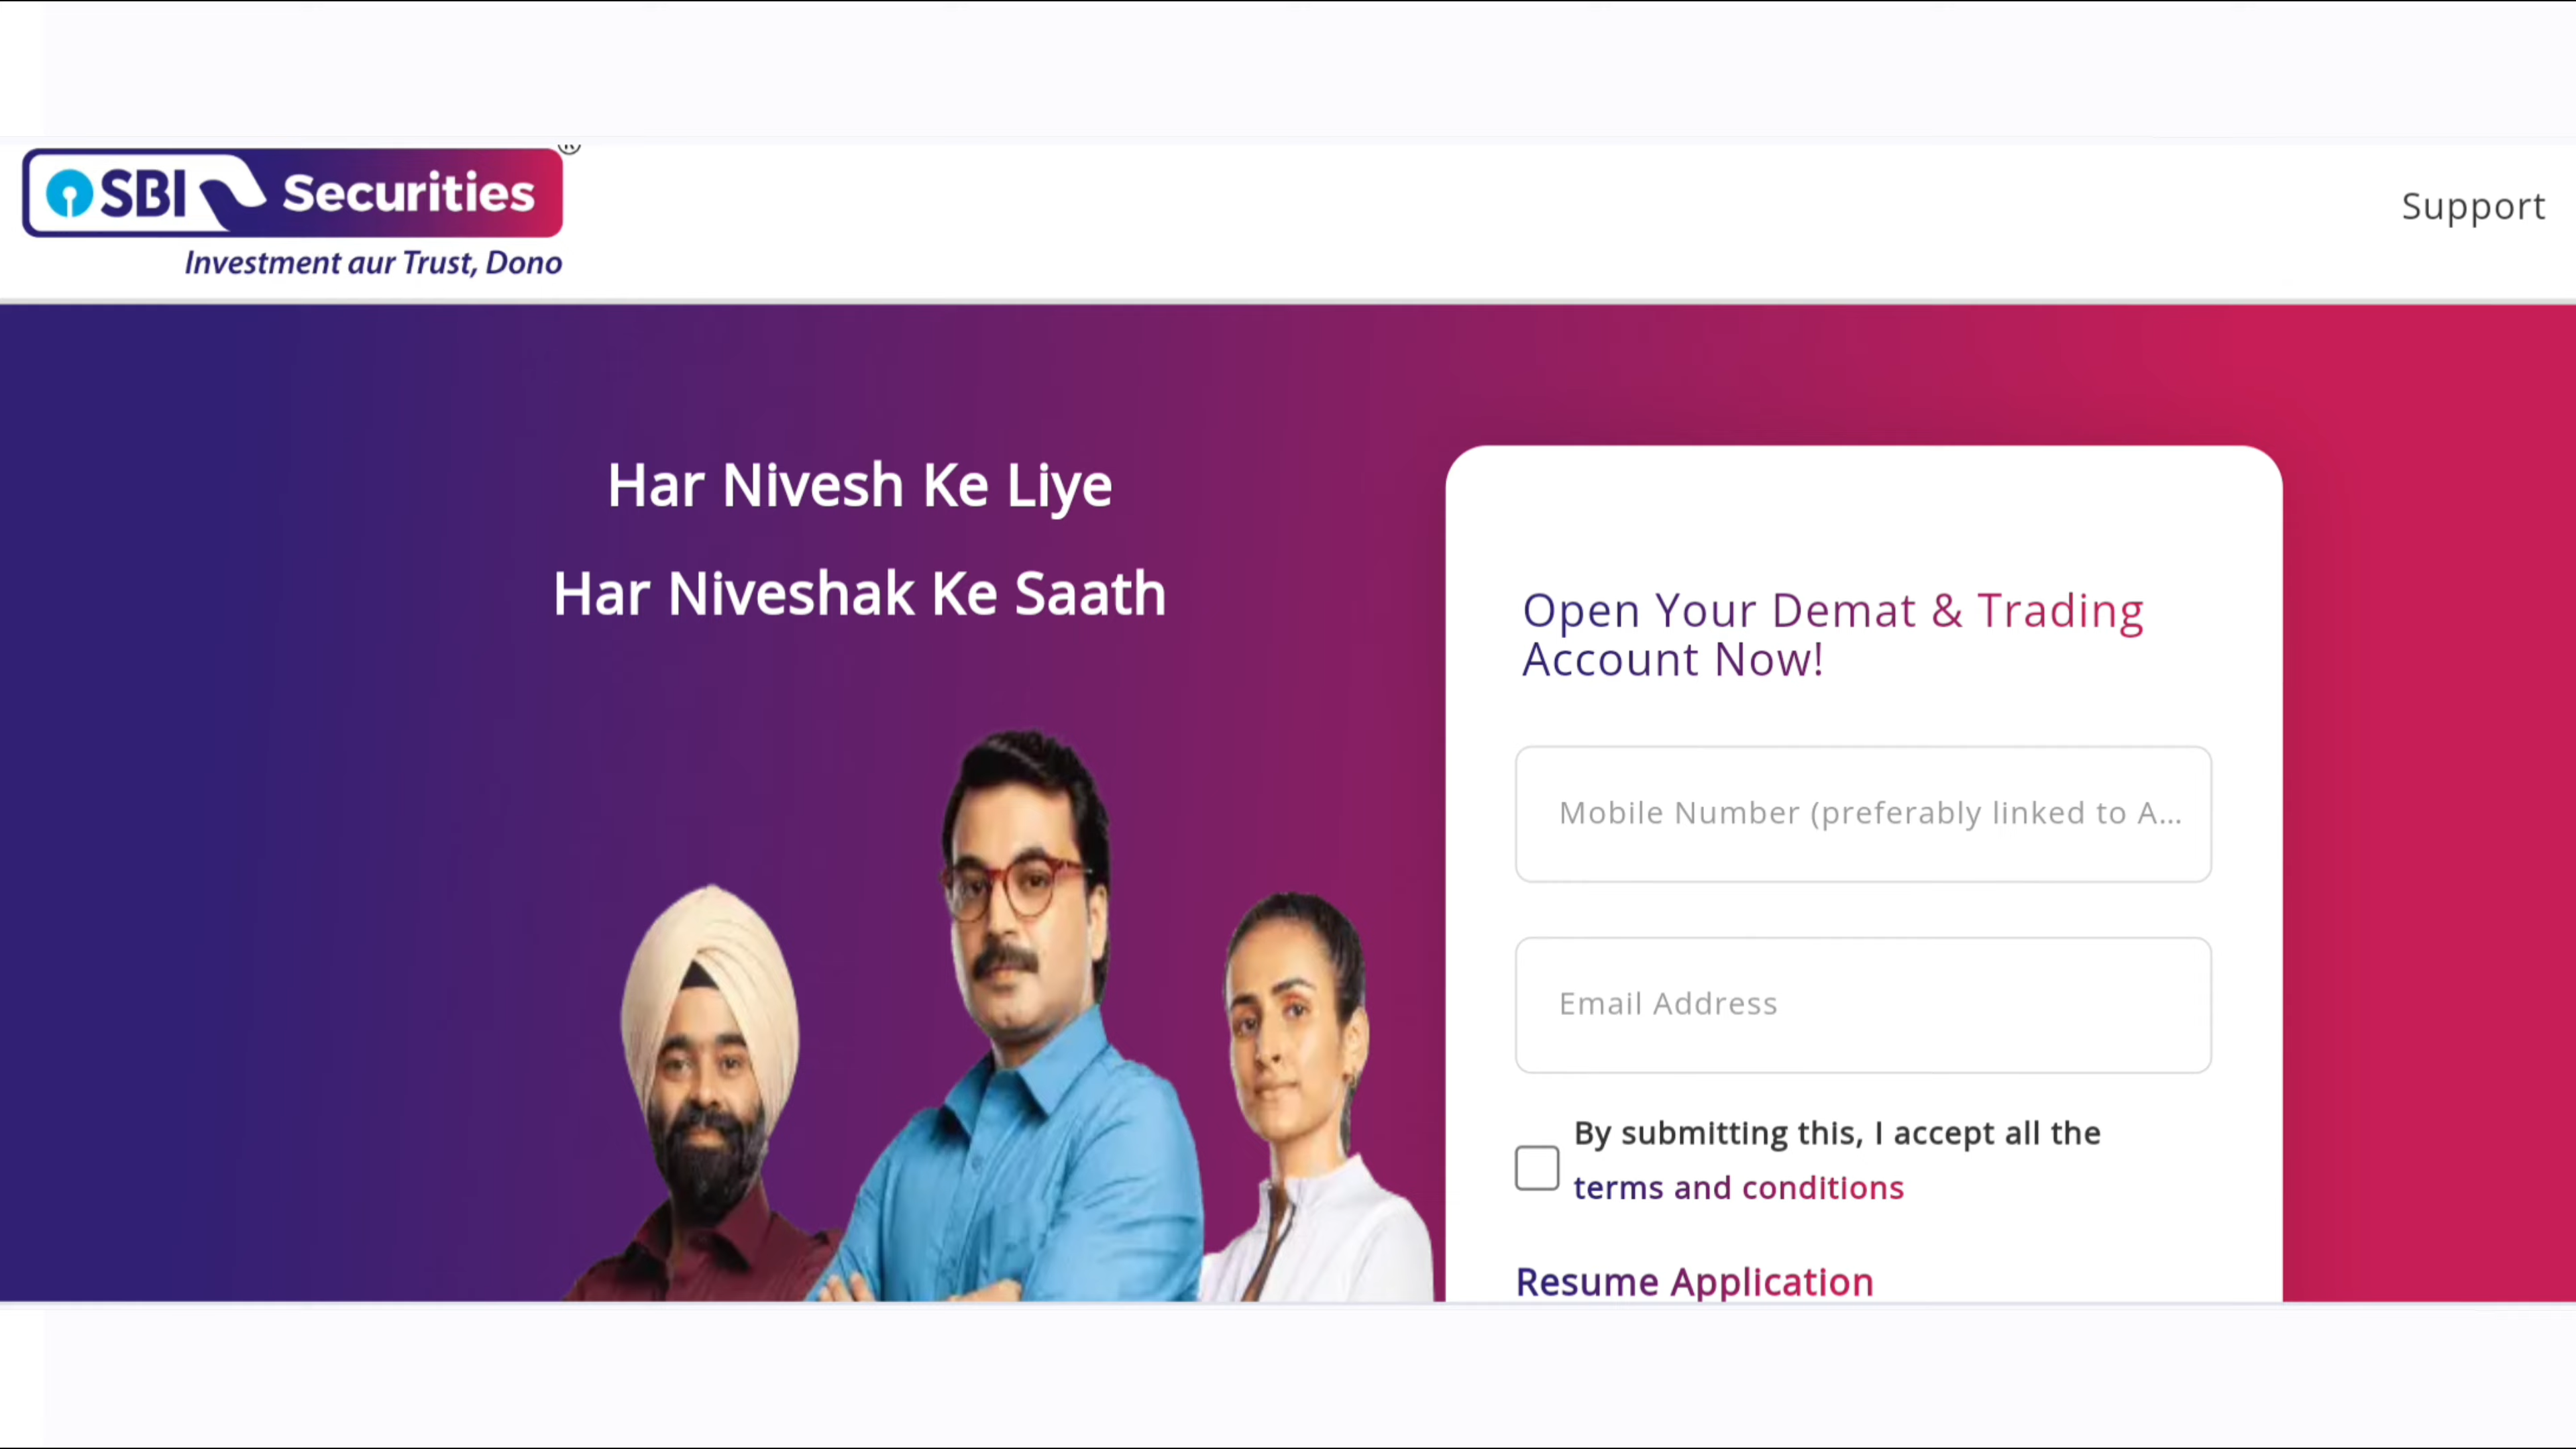 SBI Securities ®
Investment aur Trust, Dono
Support
Har Nivesh Ke Liye
Har Niveshak Ke Saath
Open Your Demat & Trading
Account Now!
Mobile Number (preferably linked to A...
Email Address
By submitting this, I accept all the
terms and conditions
Resume Application